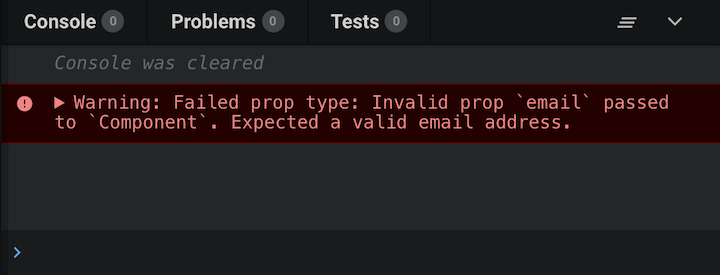 Console 0 Problems 0 Tests 0
Console was cleared
Warning: Failed prop type: Invalid prop `email` passed
to `Component`. Expected a valid email address.